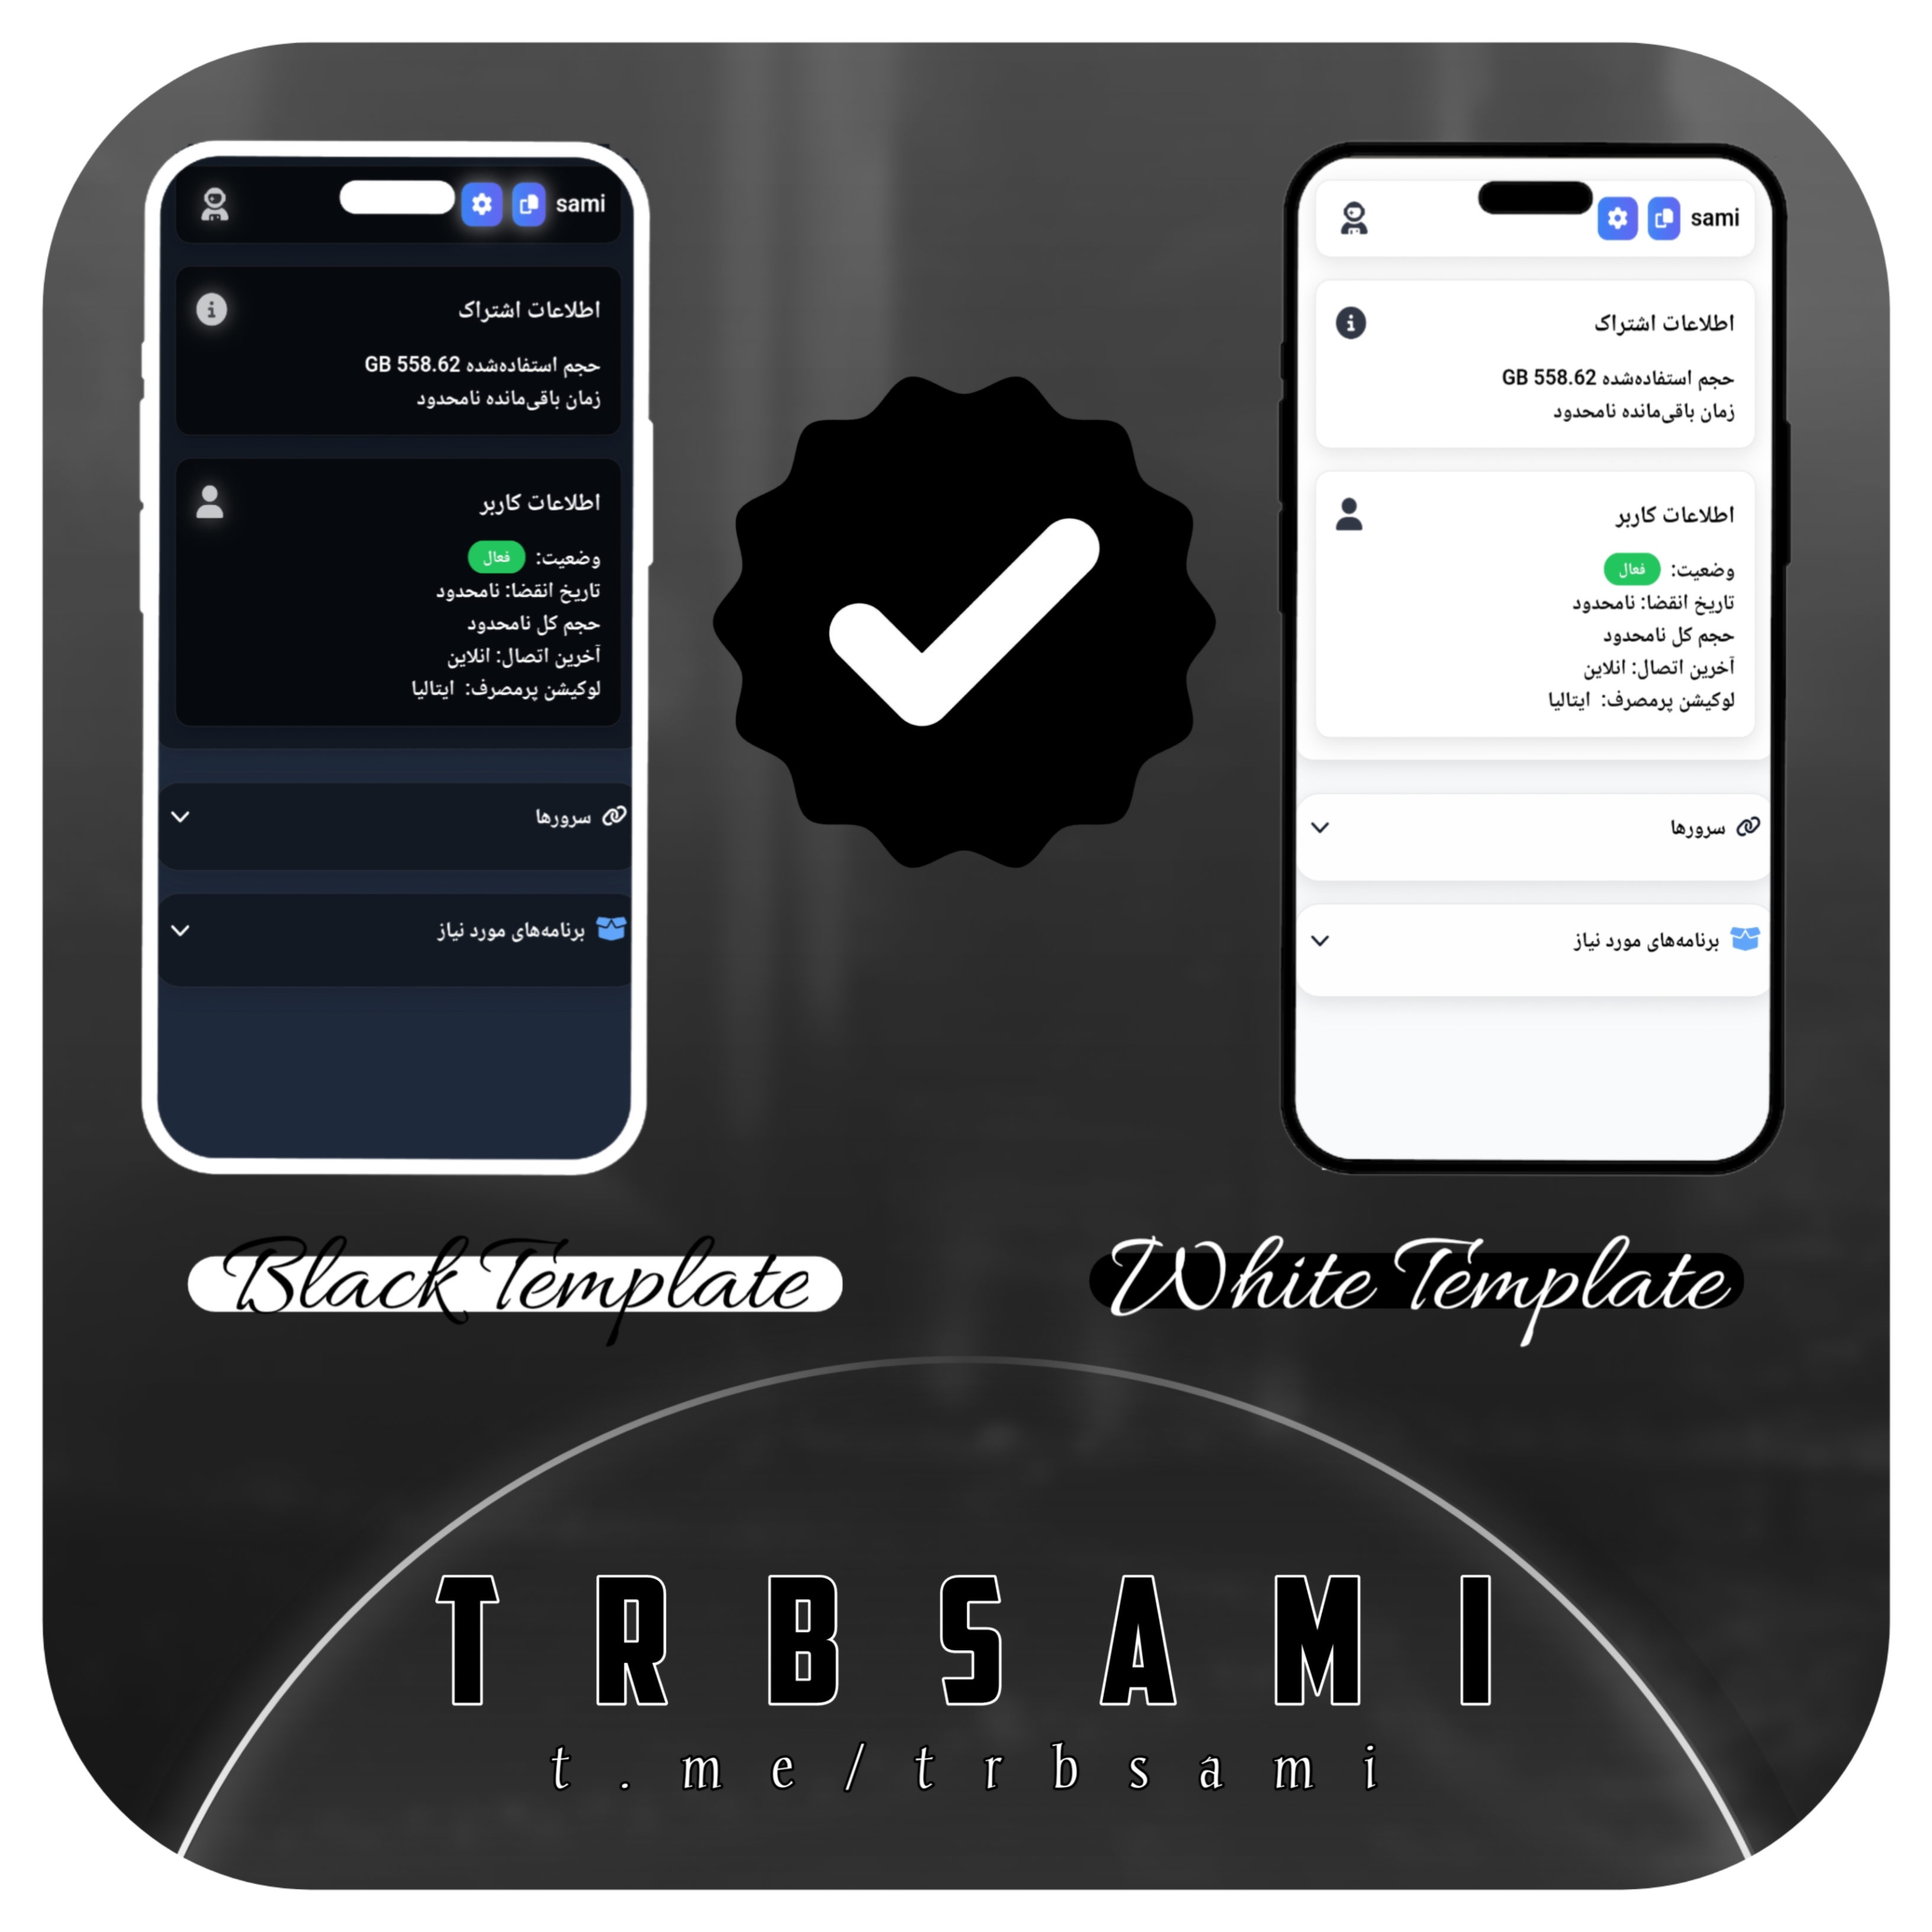 sami
اطلاعات اشتراک
حجم استفاده‌شده 558.62 GB
زمان باقی‌مانده نامحدود
اطلاعات کاربر
وضعیت: فعال
تاریخ انقضا: نامحدود
حجم کل نامحدود
آخرین اتصال: انلاین
لوکیشن پرمصرف: ایتالیا
سرورها
برنامه‌های مورد نیاز
sami
اطلاعات اشتراک
حجم استفاده‌شده 558.62 GB
زمان باقی‌مانده نامحدود
اطلاعات کاربر
وضعیت: فعال
تاریخ انقضا: نامحدود
حجم کل نامحدود
آخرین اتصال: انلاین
لوکیشن پرمصرف: ایتالیا
سرورها
برنامه‌های مورد نیاز
Black Template
White Template
TRBSAMI
t.me/trbsami